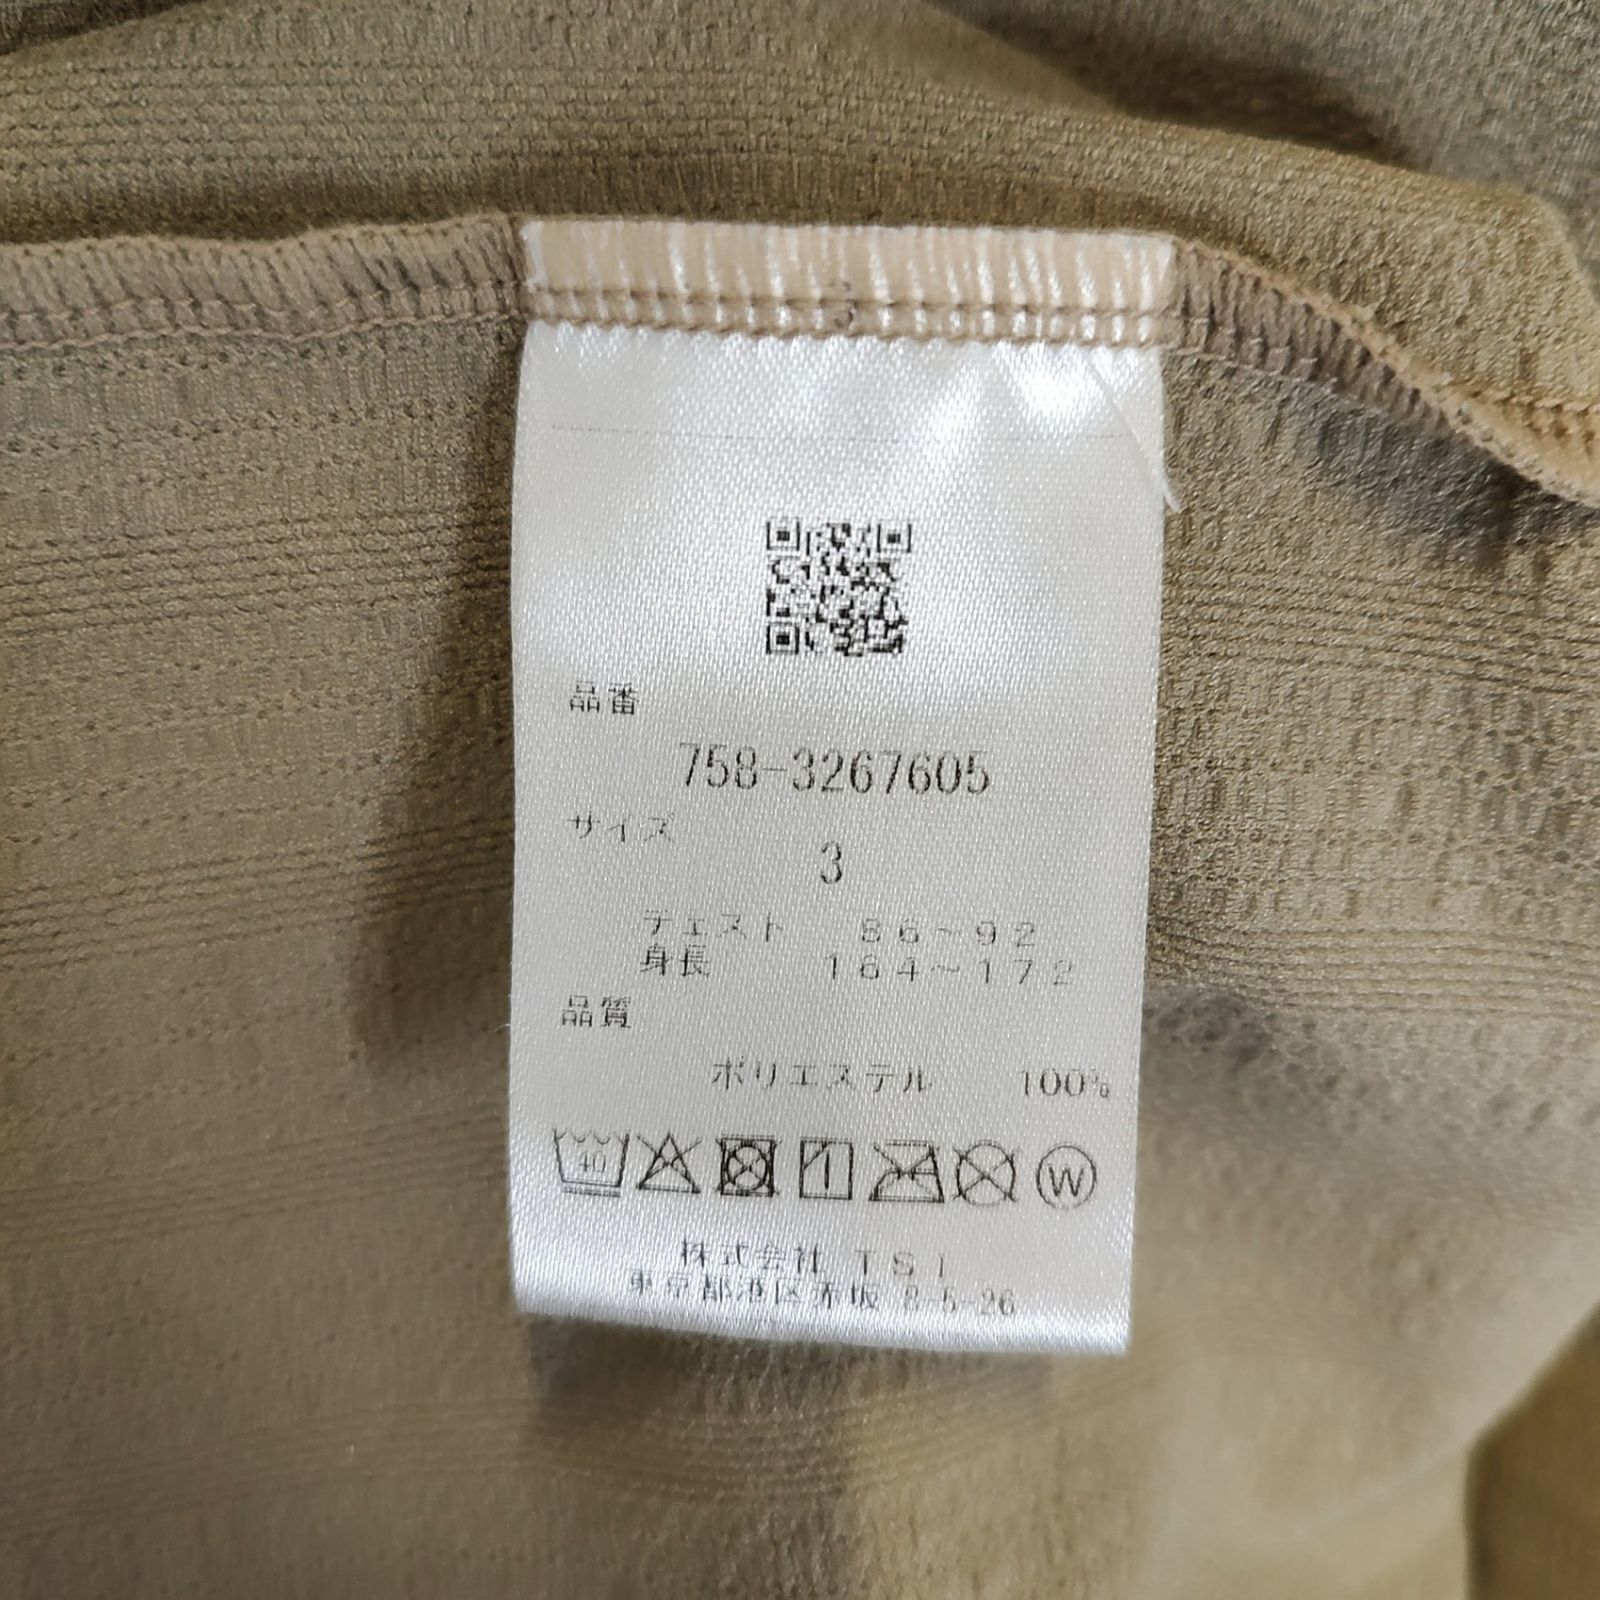 品番
758-3267605
サイズ
3
チェスト 86~92
身長 164~172
品質
ポリエステル 100%
40
W
株式会社 TSI
東京都港区赤坂 8-5-26